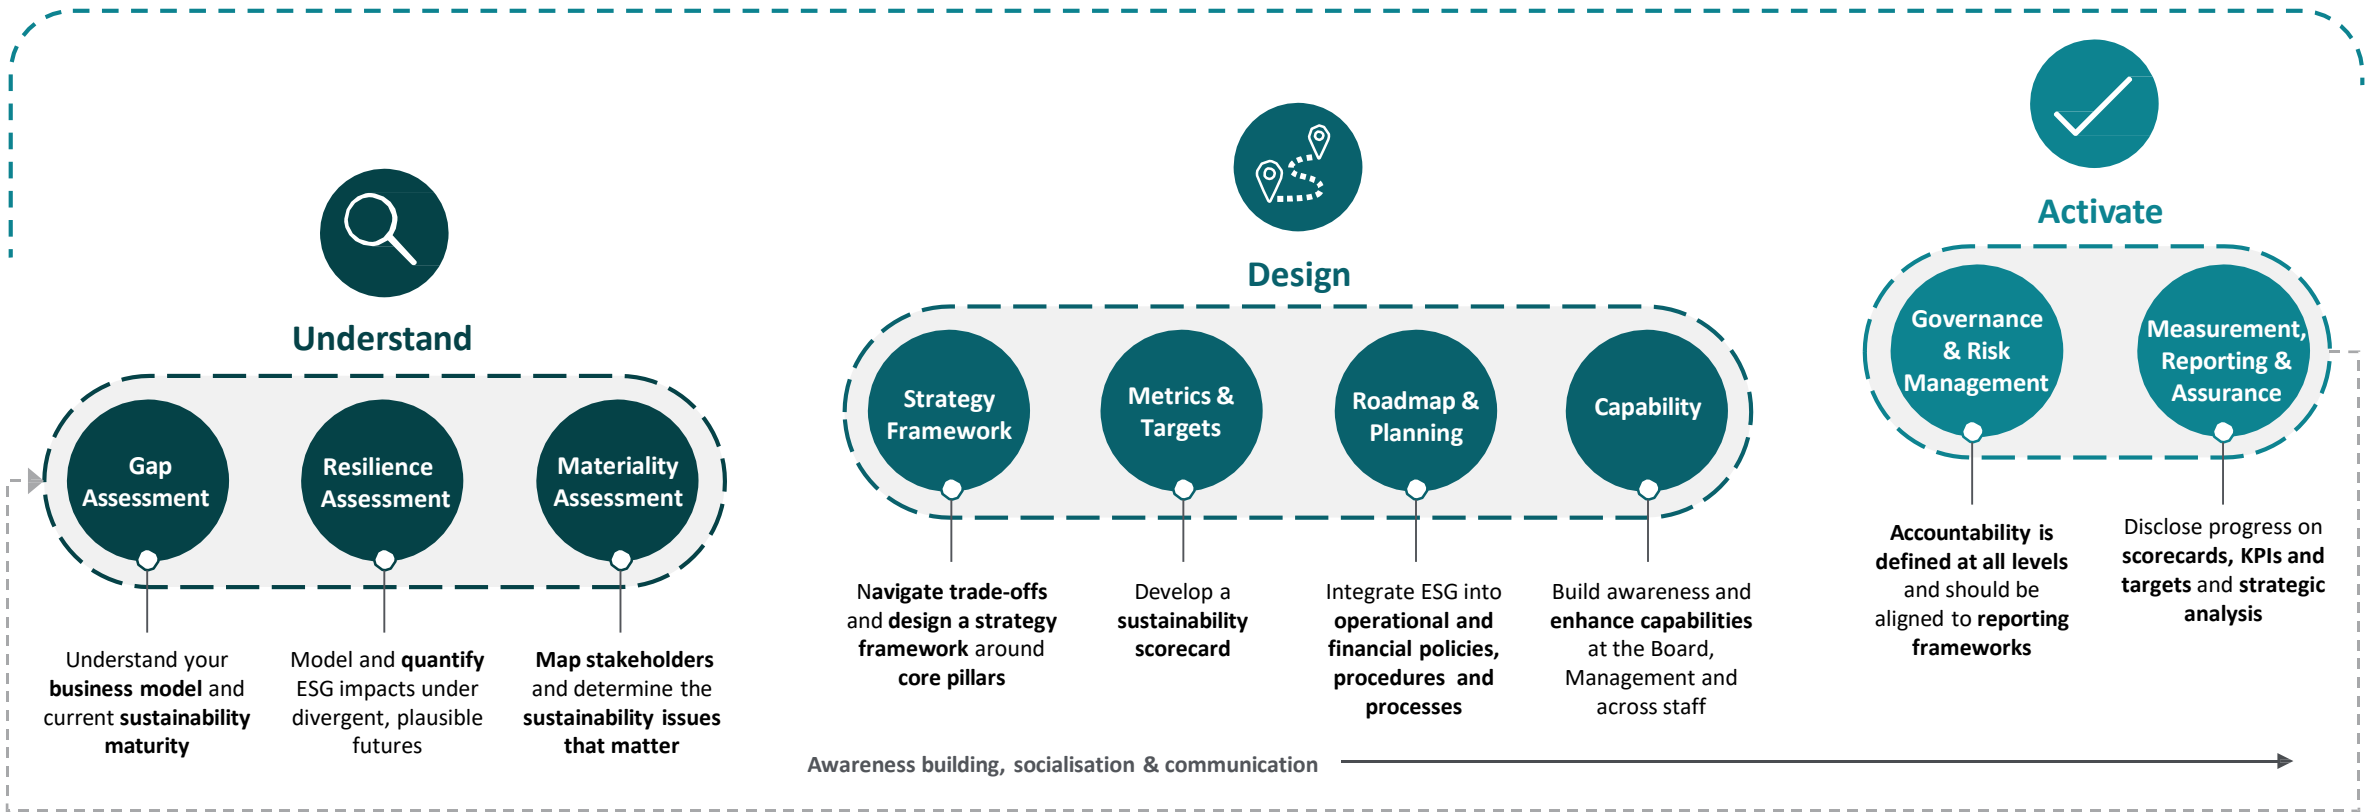 Understand
Gap
Assessment
Resilience
Assessment
Materiality
Assessment
Understand your
business model and
current sustainability
maturity
Model and quantify
ESG impacts under
divergent, plausible
futures
Map stakeholders
and determine the
sustainability issues
that matter
Design
Strategy
Framework
Metrics &
Targets
Roadmap &
Planning
Capability
Navigate trade-offs
and design a strategy
framework around
core pillars
Develop a
sustainability
scorecard
Integrate ESG into
operational and
financial policies,
procedures and
processes
Build awareness and
enhance capabilities
at the Board,
Management and
across staff
Activate
Governance
& Risk
Management
Measurement,
Reporting &
Assurance
Accountability is
defined at all levels
and should be
aligned to reporting
frameworks
Disclose progress on
scorecards, KPIs and
targets and strategic
analysis
Awareness building, socialisation & communication